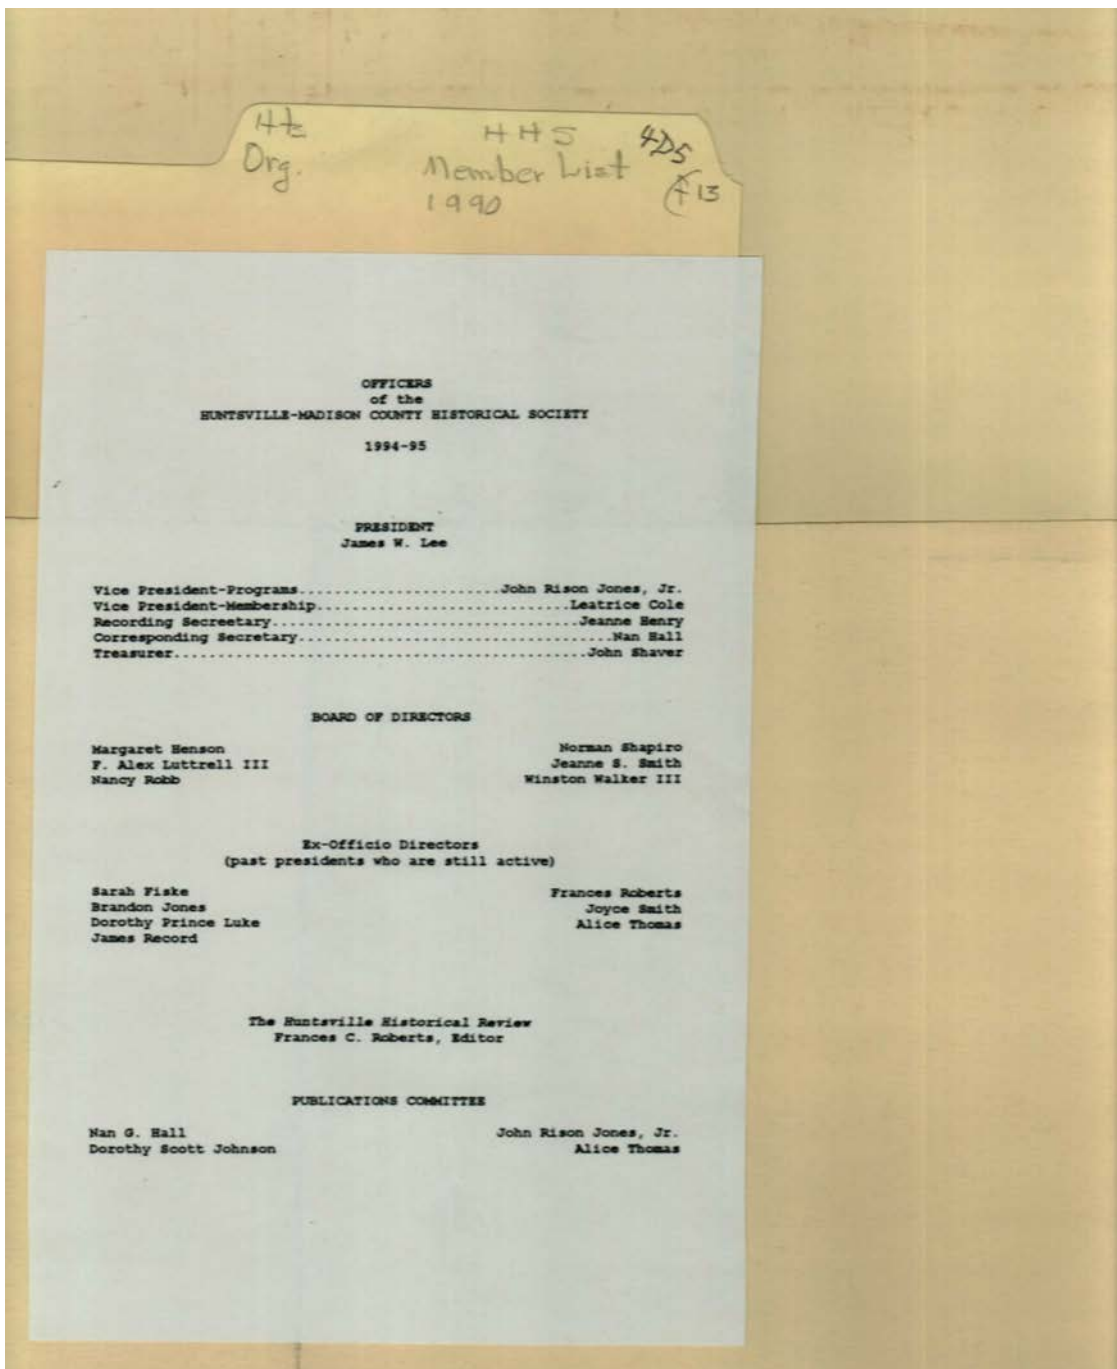 Hts HHS 4D5
Org. Member List F13
1990
OFFICERS
of the
HUNTSVILLE-MADISON COUNTY HISTORICAL SOCIETY
1994-95
PRESIDENT
James W. Lee
Vice President-Programs.......................John Rison Jones, Jr.
Vice President-Membership.............................Leatrice Cole
Recording Secreetary...................................Jeanne Henry
Corresponding Secretary....................................Nan Hall
Treasurer...............................................John Shaver
BOARD OF DIRECTORS
Margaret Henson Norman Shapiro
F. Alex Luttrell III Jeanne S. Smith
Nancy Robb Winston Walker III
Ex-Officio Directors
(past presidents who are still active)
Sarah Fiske Frances Roberts
Brandon Jones Joyce Smith
Dorothy Prince Luke Alice Thomas
James Record
The Huntsville Historical Review
Frances C. Roberts, Editor
PUBLICATIONS COMMITTEE
Nan G. Hall John Rison Jones, Jr.
Dorothy Scott Johnson Alice Thomas